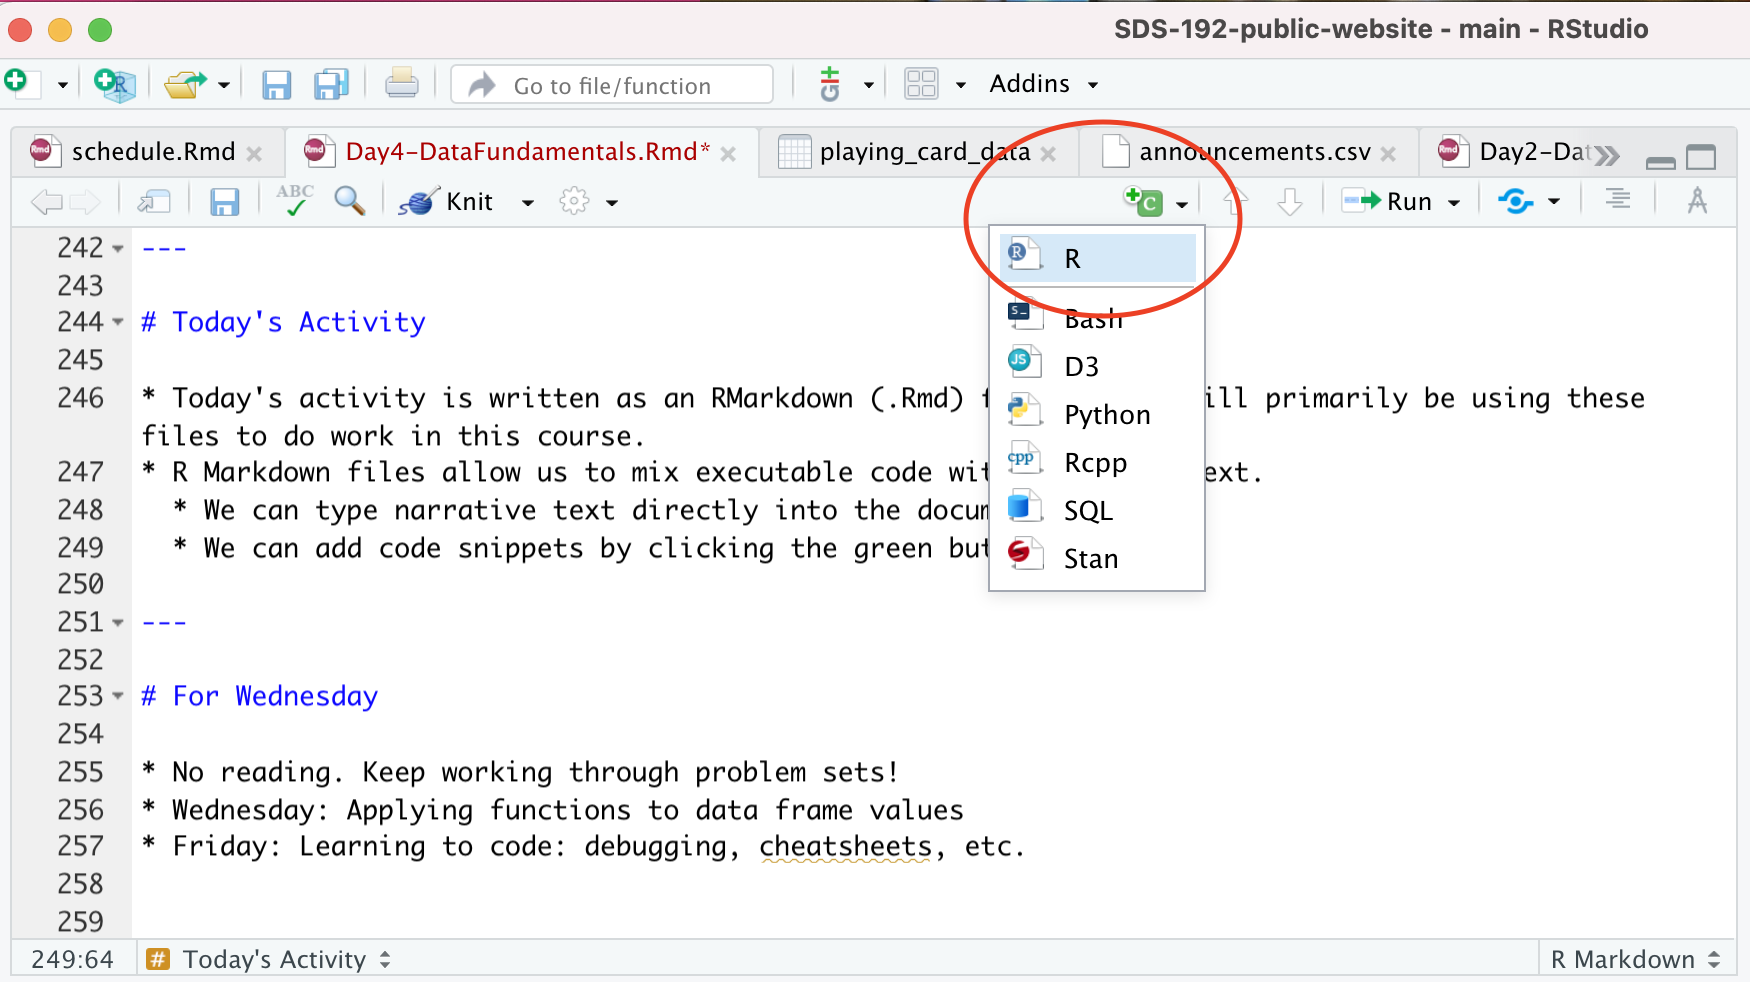 SDS-192-public-website - main - RStudio
Go to file/function
Addins
schedule.Rmd
Day4-DataFundamentals.Rmd*
playing_card_data
announcements.csv
Day2-Dat
ABC
Knit
C
Run
R
Bash
D3
Python
Rcpp
SQL
Stan
242 ---
243
244 # Today's Activity
245
246 * Today's activity is written as an RMarkdown (.Rmd) ill primarily be using these
files to do work in this course.
247 * R Markdown files allow us to mix executable code wit ext.
248 * We can type narrative text directly into the docum
249 * We can add code snippets by clicking the green but
250
251 ---
252
253 # For Wednesday
254
255 * No reading. Keep working through problem sets!
256 * Wednesday: Applying functions to data frame values
257 * Friday: Learning to code: debugging, cheatsheets, etc.
258
259
249:64 # Today's Activity
R Markdown